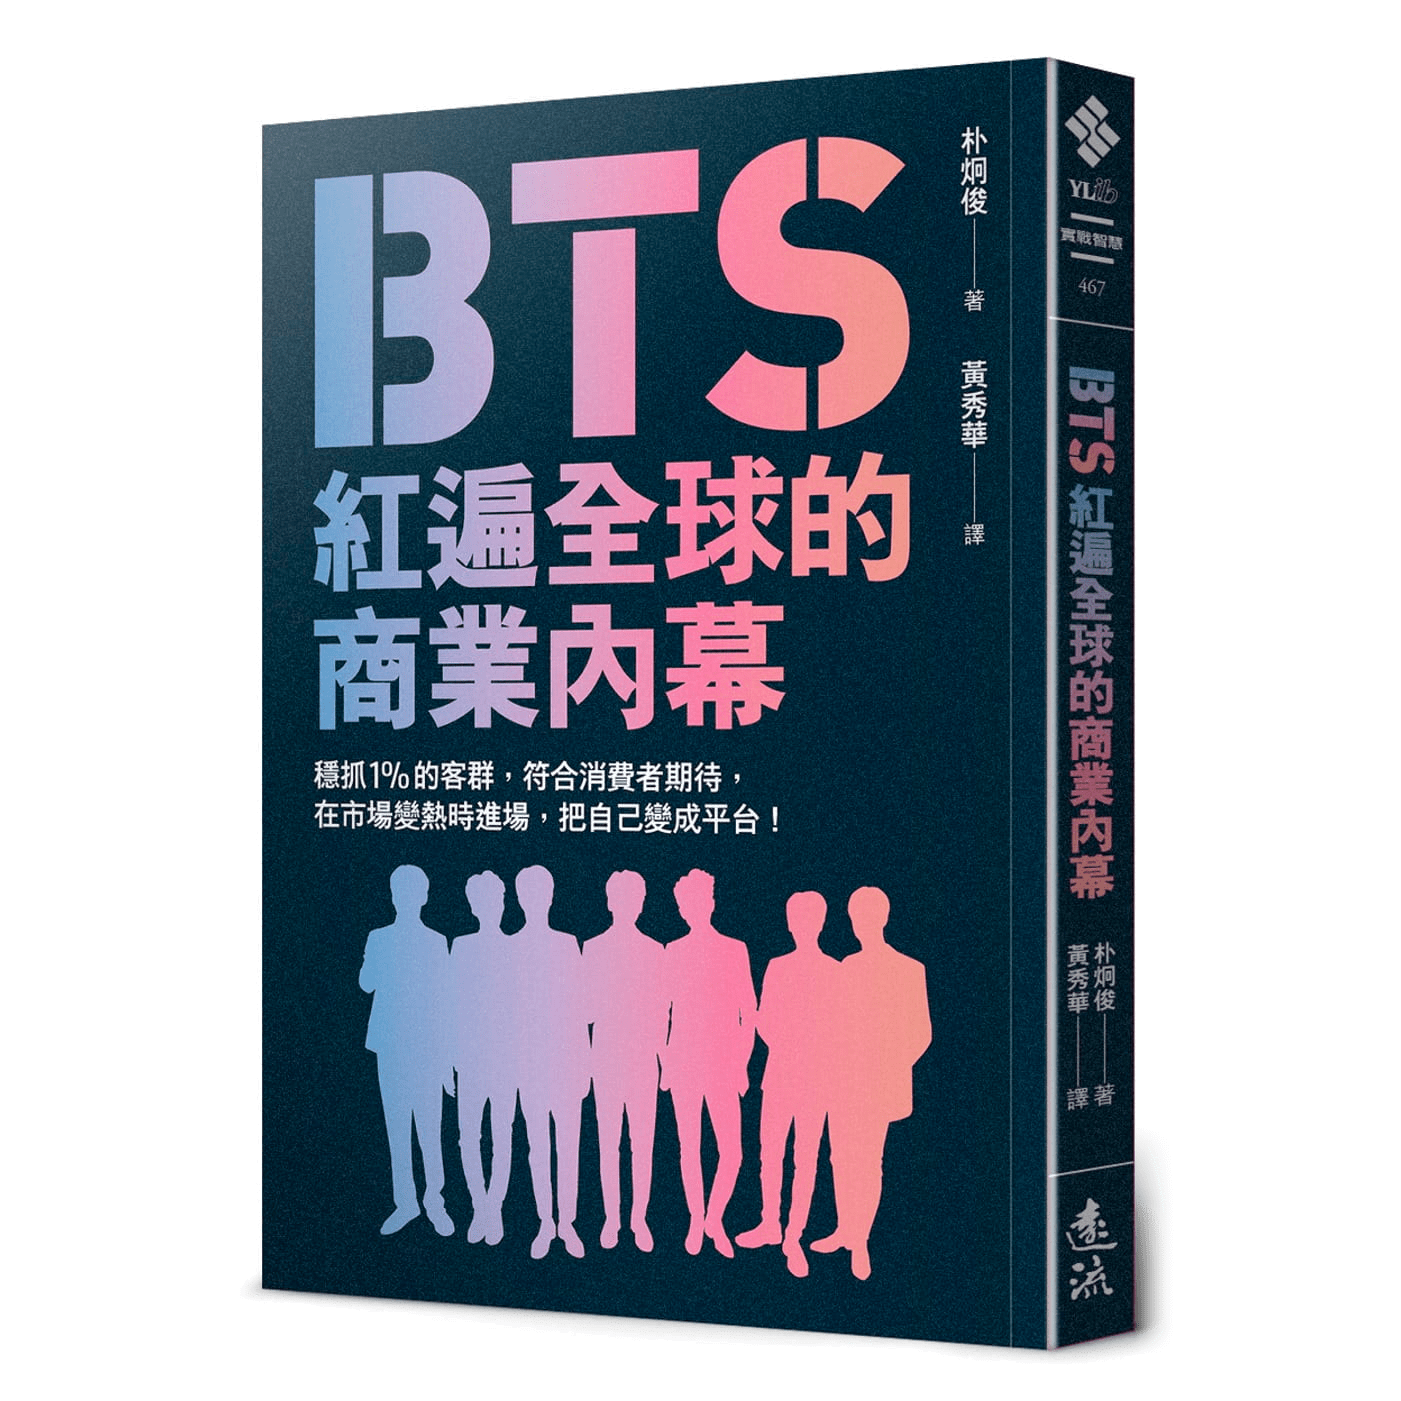 BTS
紅遍全球的
商業內幕
穩抓1%的客群，符合消費者期待，
在市場變熱時進場，把自己變成平台！
朴炯俊——著
黃秀華——譯
YLib
實戰智慧
467
BTS紅遍全球的商業內幕
朴炯俊——著
黃秀華——譯
遠流